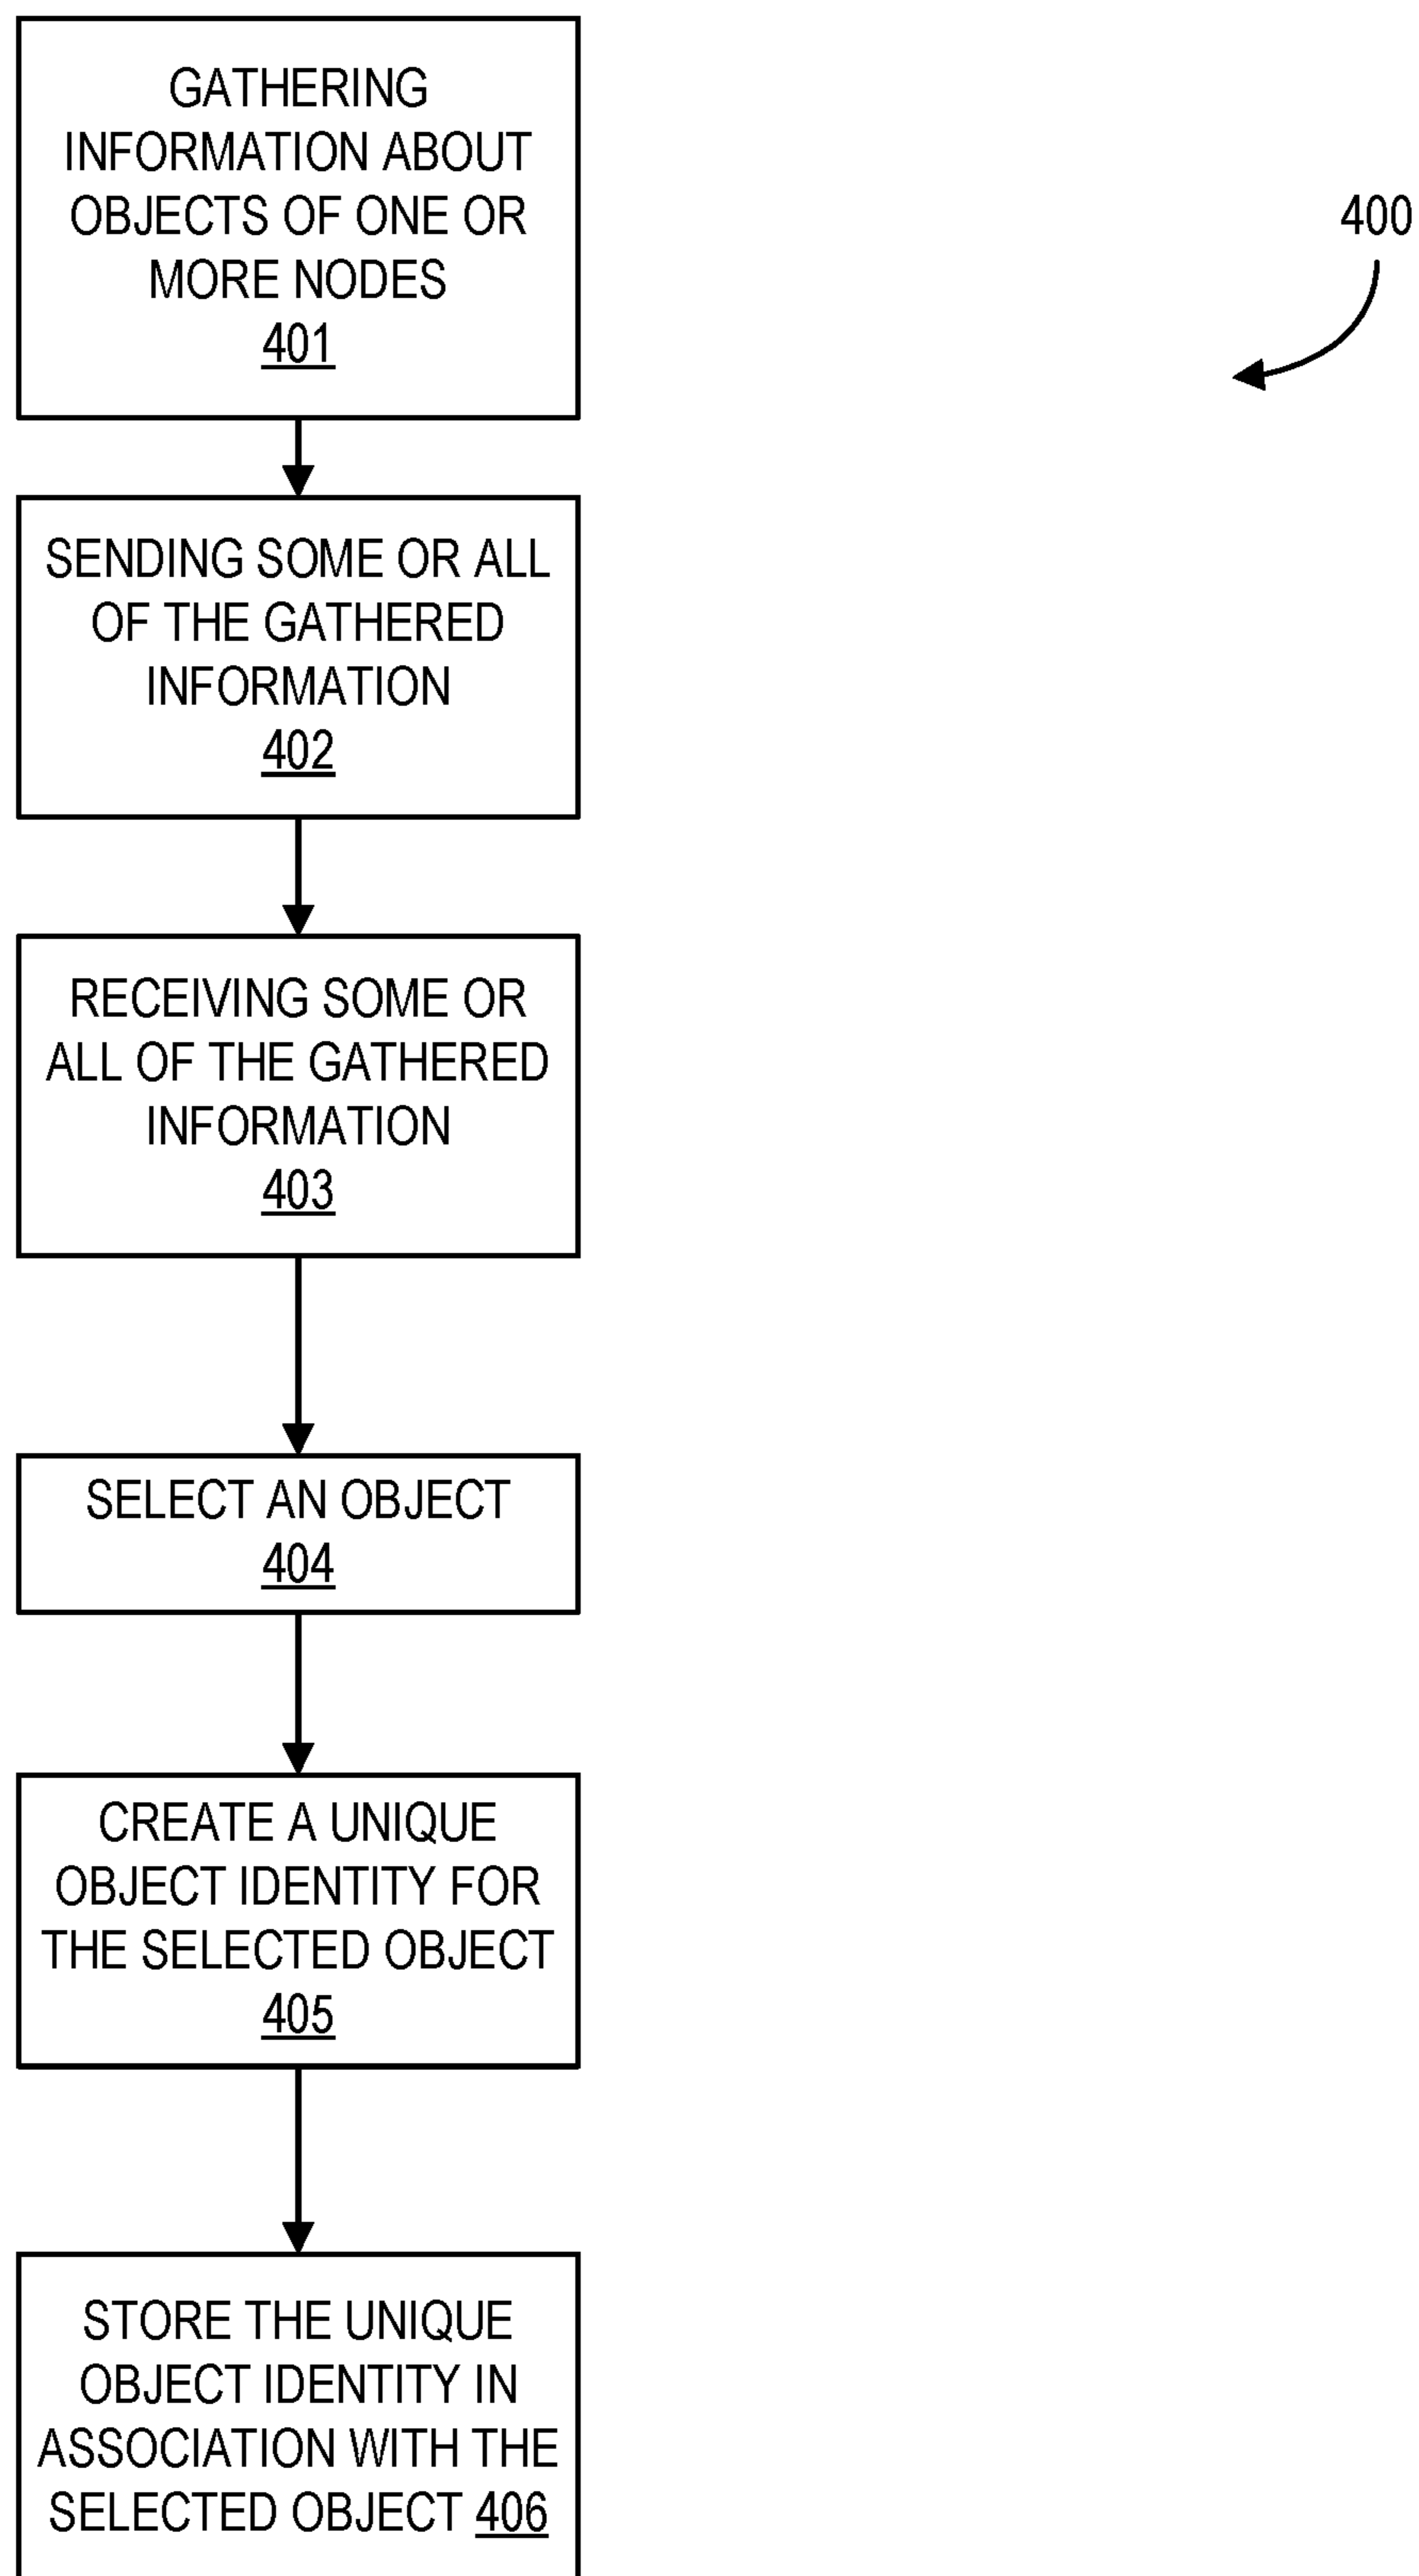 GATHERING
INFORMATION ABOUT
OBJECTS OF ONE OR
MORE NODES
401
400
SENDING SOME OR ALL
OF THE GATHERED
INFORMATION
402
RECEIVING SOME OR
ALL OF THE GATHERED
INFORMATION
403
SELECT AN OBJECT
404
CREATE A UNIQUE
OBJECT IDENTITY FOR
THE SELECTED OBJECT
405
STORE THE UNIQUE
OBJECT IDENTITY IN
ASSOCIATION WITH THE
SELECTED OBJECT 406